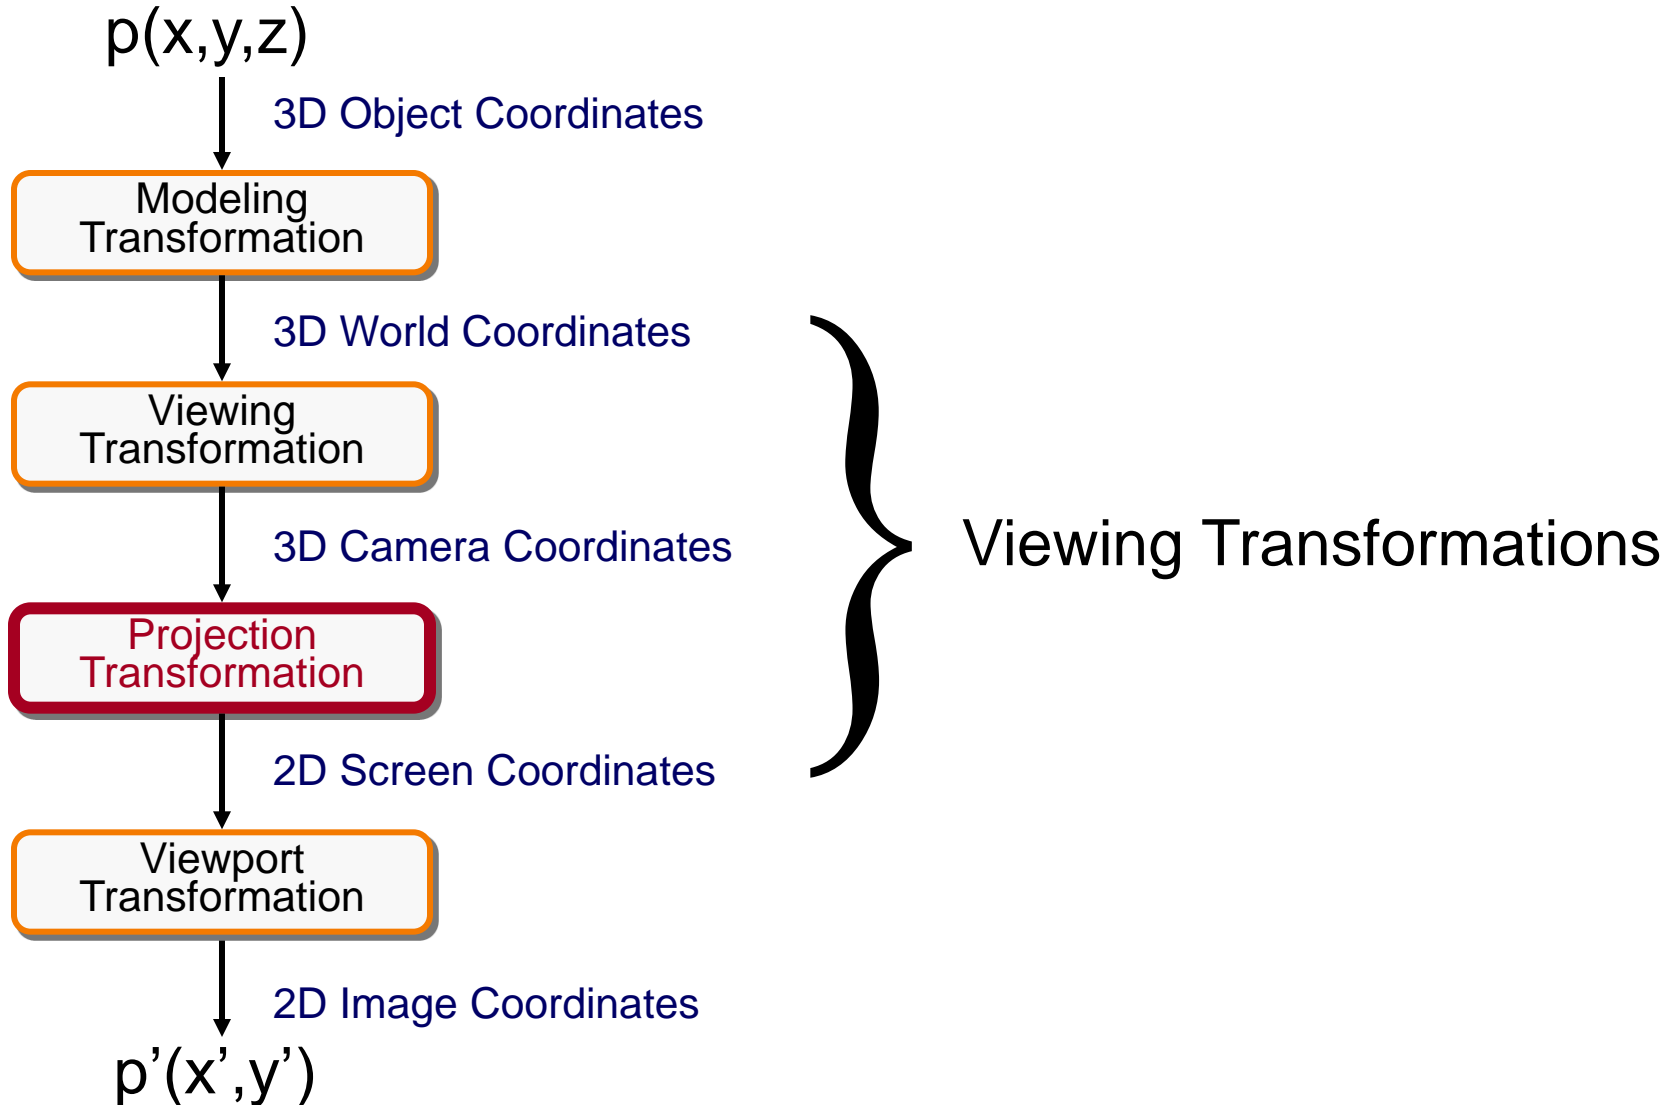 p(x,y,z)
3D Object Coordinates
Modeling
Transformation
3D World Coordinates
Viewing
Transformation
3D Camera Coordinates
Viewing Transformations
Projection
Transformation
2D Screen Coordinates
Viewport
Transformation
2D Image Coordinates
p’(x’,y’)